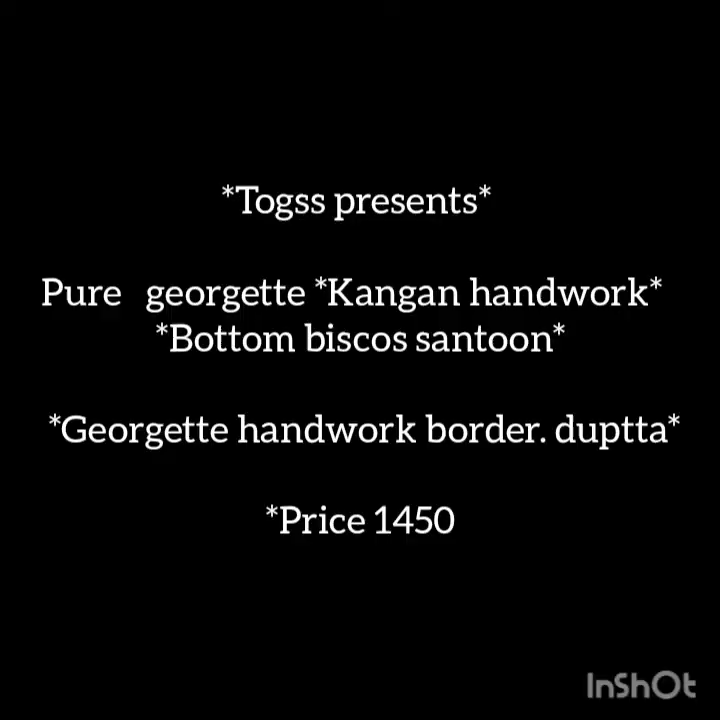 *Togss presents*
Pure georgette *Kangan handwork*
*Bottom biscos santoon*
*Georgette handwork border. duptta*
*Price 1450
InShOt